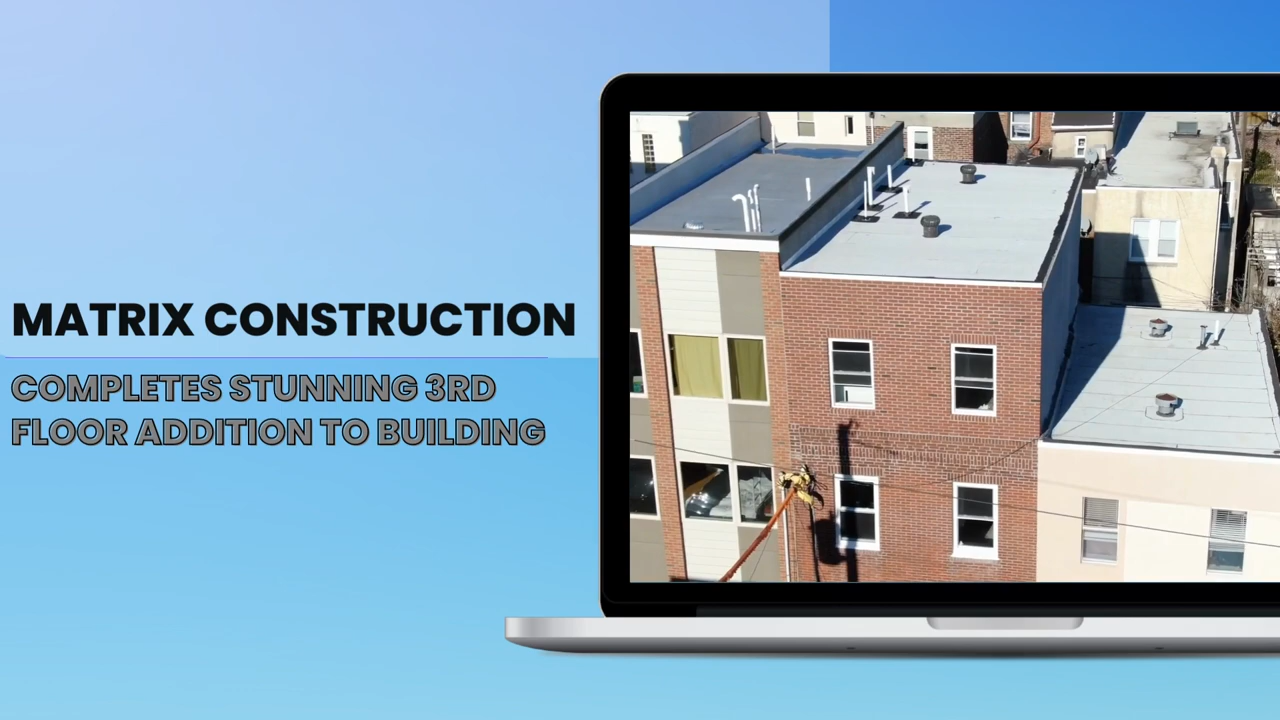 MATRIX CONSTRUCTION
COMPLETES STUNNING 3RD
FLOOR ADDITION TO BUILDING